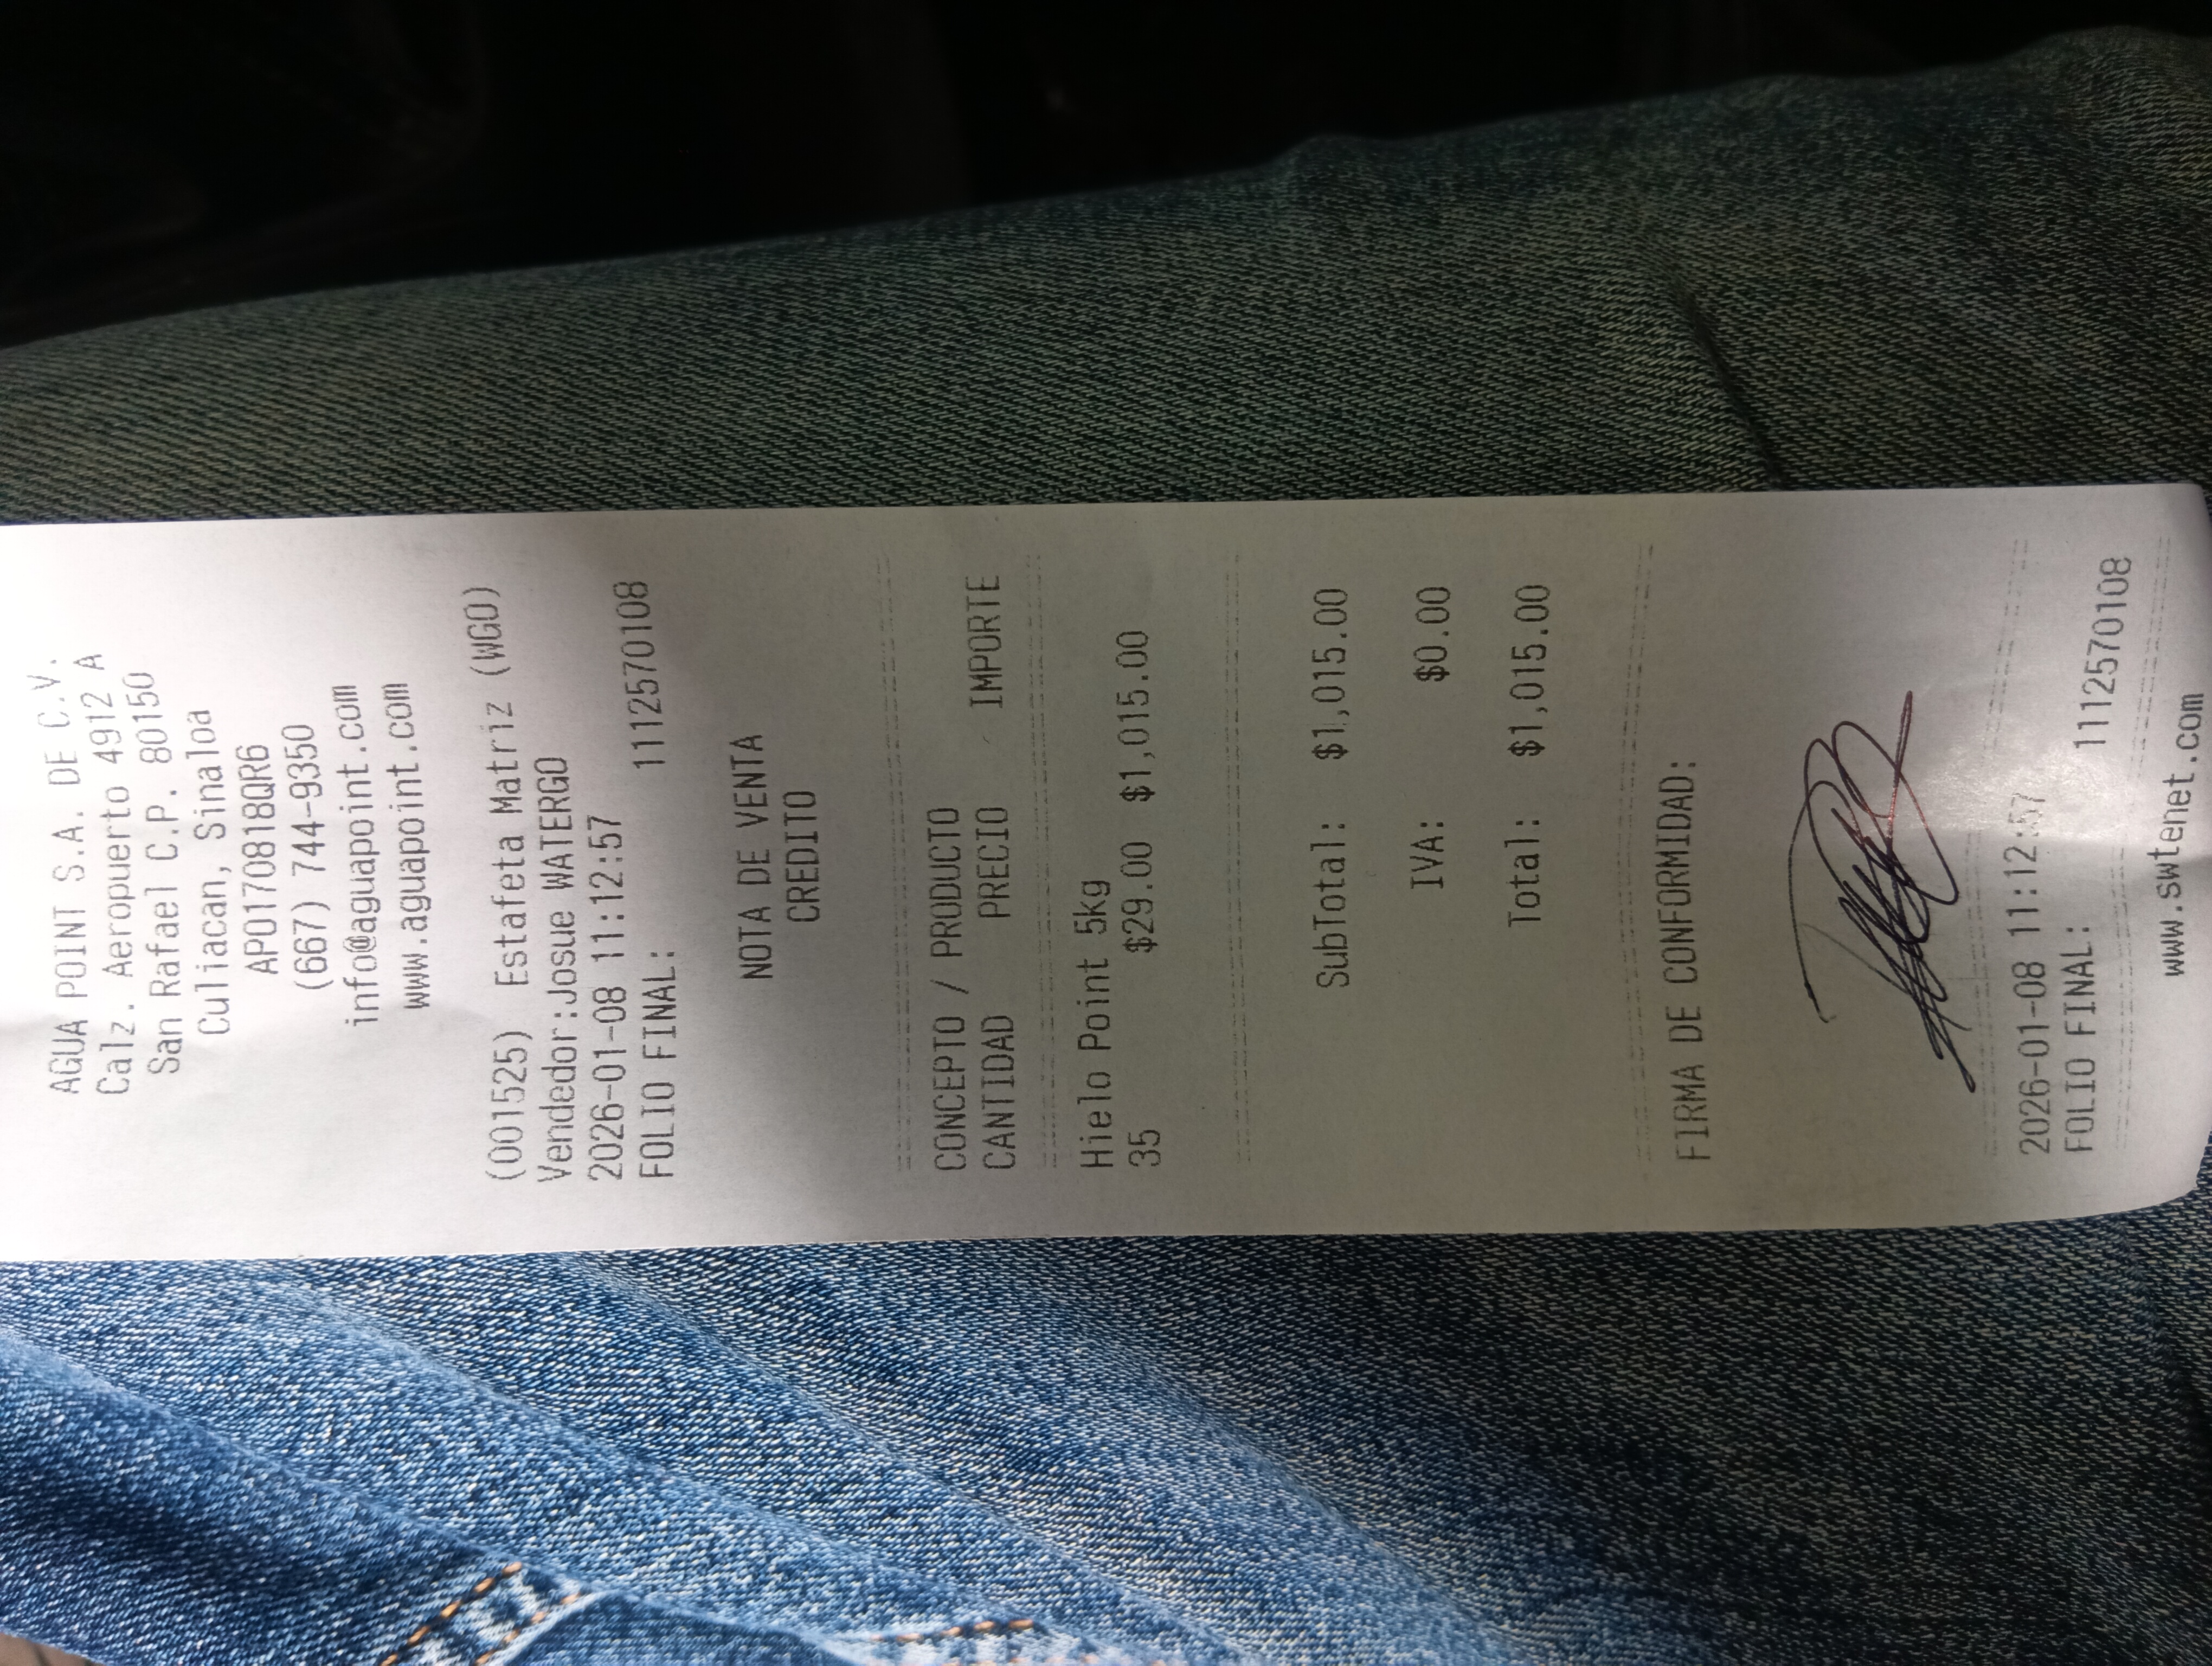 AGUA POINT S.A. DE C.V.
Calz. Aeropuerto 4912 A
San Rafael C.P. 80150
Culiacan, Sinaloa
APO170818QR6
(667) 744-9350
info@aguapoint.com
www.aguapoint.com
(001525) Estafeta Matriz (WGO)
Vendedor:Josue WATERGO
2026-01-08 11:12:57
FOLIO FINAL: 1112570108
NOTA DE VENTA
CREDITO
CONCEPTO / PRODUCTO
CANTIDAD PRECIO IMPORTE
Hielo Point 5kg
35 $29.00 $1,015.00
SubTotal: $1,015.00
IVA: $0.00
Total: $1,015.00
FIRMA DE CONFORMIDAD:
2026-01-08 11:12:57
FOLIO FINAL: 1112570108
www.swtenet.com